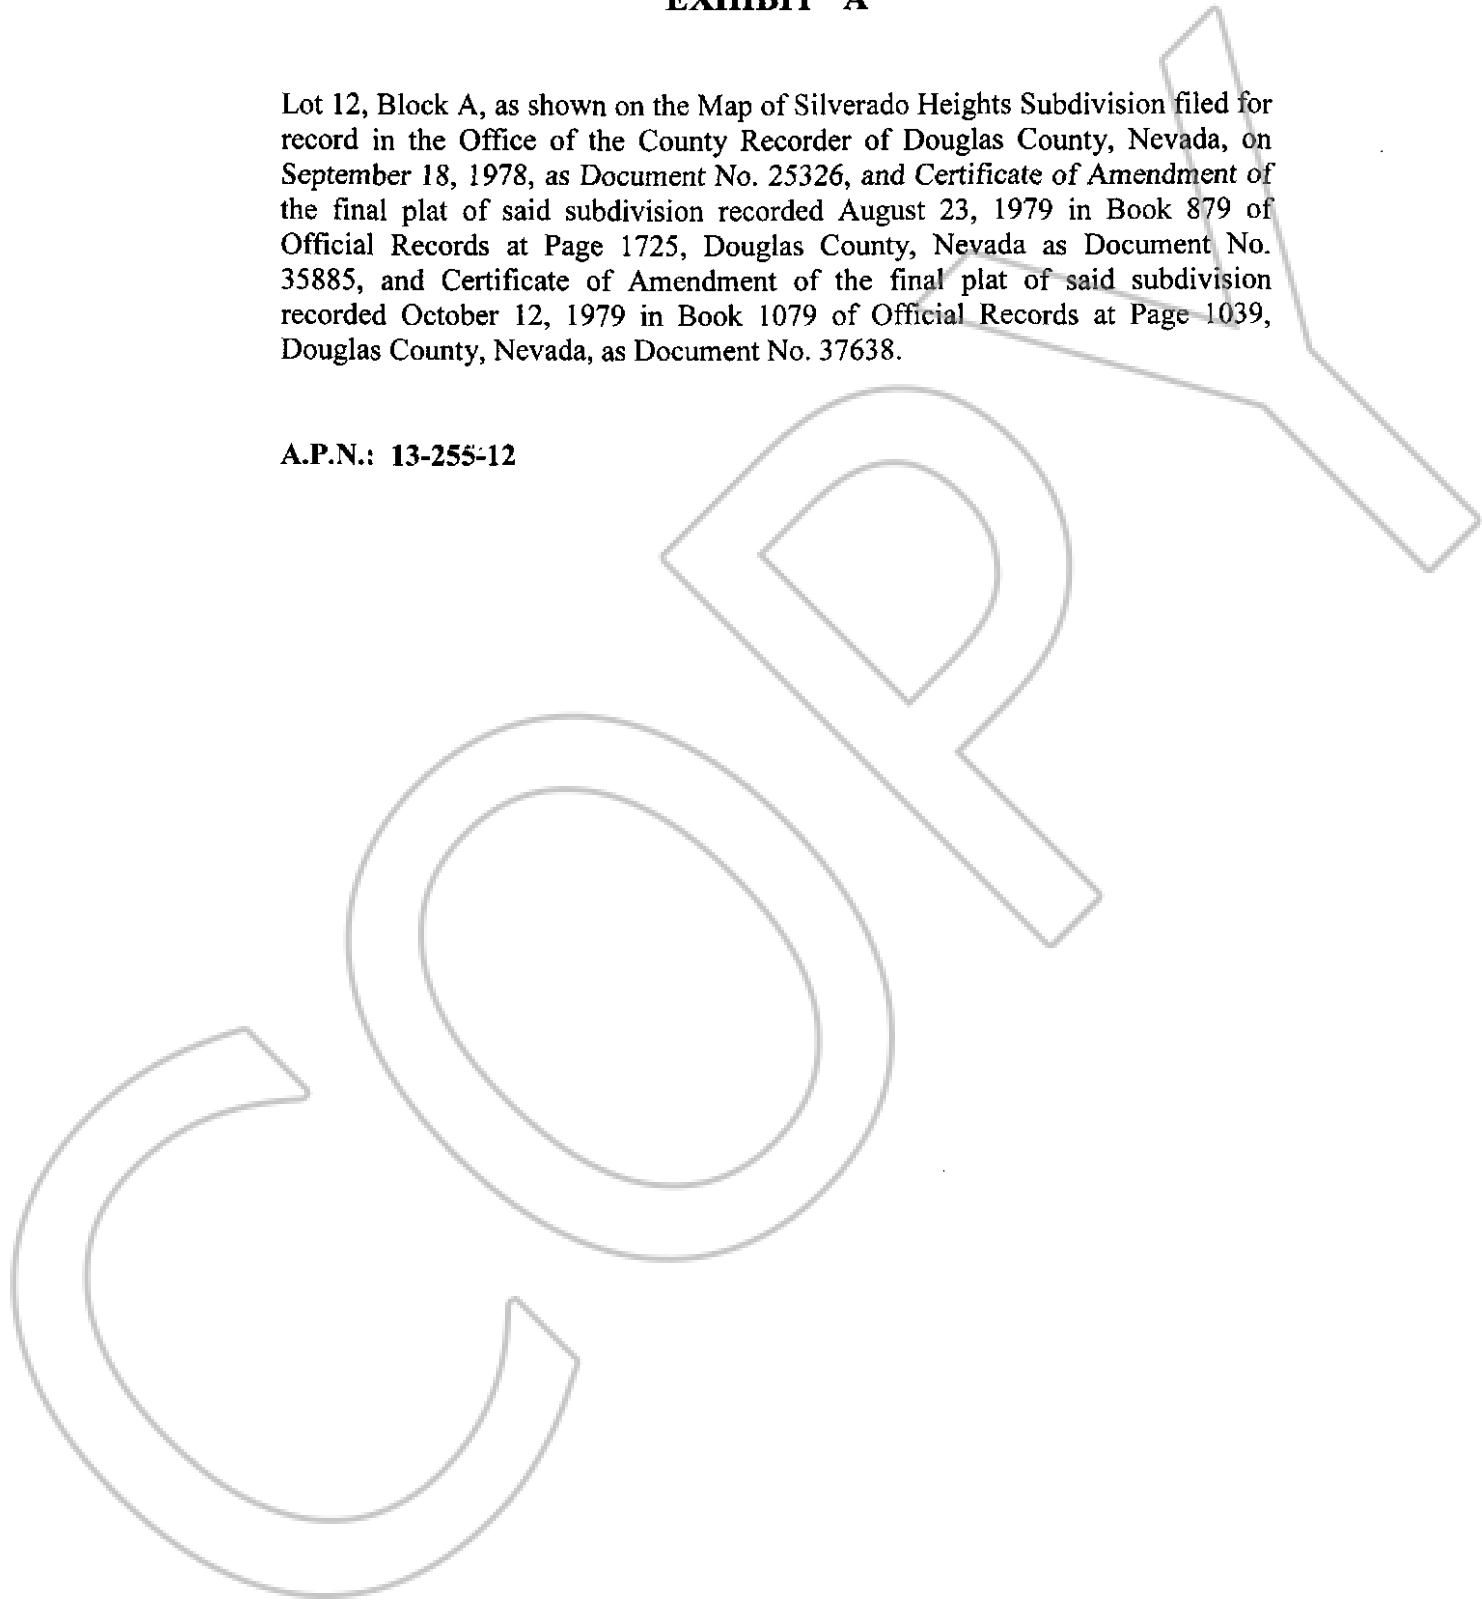 EXHIBIT "A"
Lot 12, Block A, as shown on the Map of Silverado Heights Subdivision filed for
record in the Office of the County Recorder of Douglas County, Nevada, on
September 18, 1978, as Document No. 25326, and Certificate of Amendment of
the final plat of said subdivision recorded August 23, 1979 in Book 879 of
Official Records at Page 1725, Douglas County, Nevada as Document No.
35885, and Certificate of Amendment of the final plat of said subdivision
recorded October 12, 1979 in Book 1079 of Official Records at Page 1039,
Douglas County, Nevada, as Document No. 37638.
A.P.N.: 13-255-12
COPY